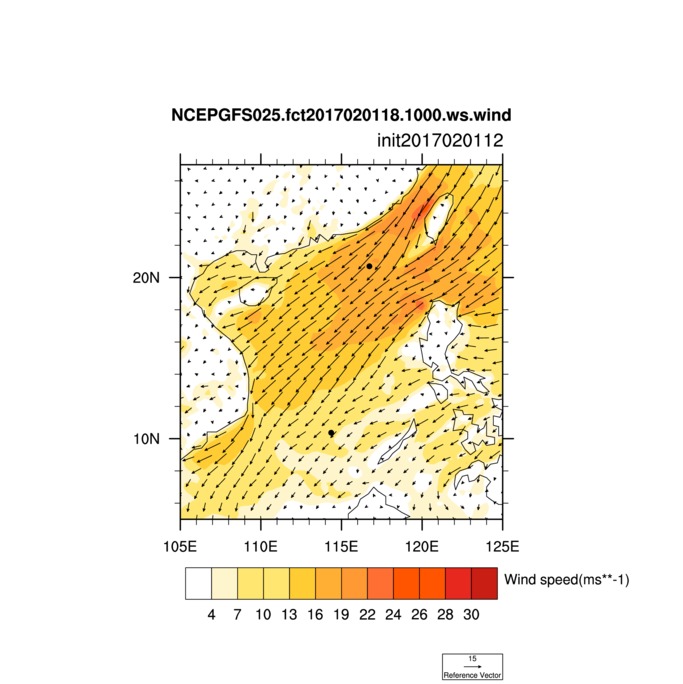 NCEPGFS025.fct2017020118.1000.ws.wind
init2017020112
20N
10N
105E 110E 115E 120E 125E
Wind speed(ms**-1)
4 7 10 13 16 19 22 24 26 28 30
15
Reference Vector